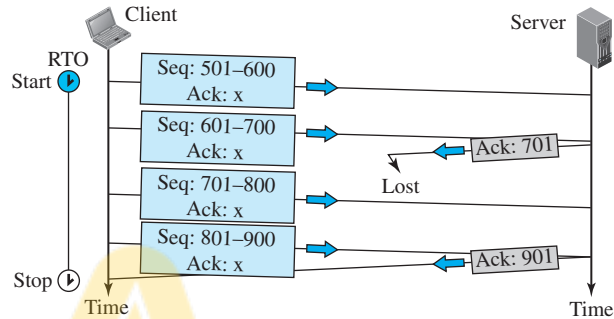 Client
Server
RTO
Start
Seq: 501–600
Ack: x
Seq: 601–700
Ack: x
Ack: 701
Lost
Seq: 701–800
Ack: x
Seq: 801–900
Ack: x
Ack: 901
Stop
Time
Time